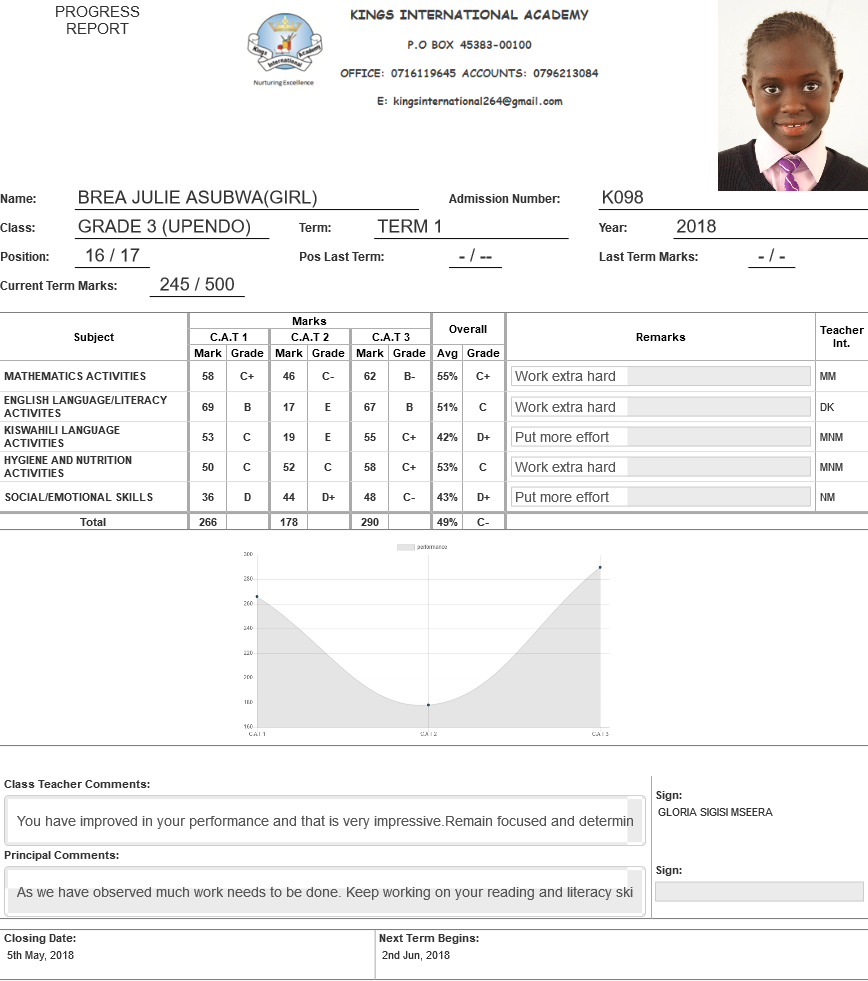 PROGRESS
REPORT
KINGS INTERNATIONAL ACADEMY
P.O BOX 45383-00100
OFFICE: 0716119645 ACCOUNTS: 0796213084
E: kingsinternational264@gmail.com
Kings International Academy
Nurturing Excellence
Name: BREA JULIE ASUBWA(GIRL) Admission Number: K098
Class: GRADE 3 (UPENDO) Term: TERM 1 Year: 2018
Position: 16 / 17 Pos Last Term: - / -- Last Term Marks: - / -
Current Term Marks: 245 / 500
Subject Marks Overall Remarks Teacher Int.
C.A.T 1 C.A.T 2 C.A.T 3
Mark Grade Mark Grade Mark Grade Avg Grade
MATHEMATICS ACTIVITIES 58 C+ 46 C- 62 B- 55% C+ Work extra hard MM
ENGLISH LANGUAGE/LITERACY ACTIVITES 69 B 17 E 67 B 51% C Work extra hard DK
KISWAHILI LANGUAGE ACTIVITIES 53 C 19 E 55 C+ 42% D+ Put more effort MNM
HYGIENE AND NUTRITION ACTIVITIES 50 C 52 C 58 C+ 53% C Work extra hard MNM
SOCIAL/EMOTIONAL SKILLS 36 D 44 D+ 48 C- 43% D+ Put more effort NM
Total 266 178 290 49% C-
performance
300
280
260
240
220
200
180
160
C.A.T 1 C.A.T 2 C.A.T 3
Class Teacher Comments:
You have improved in your performance and that is very impressive.Remain focused and determin
Sign:
GLORIA SIGISI MSEERA
Principal Comments:
As we have observed much work needs to be done. Keep working on your reading and literacy ski
Sign:
Closing Date: Next Term Begins:
5th May, 2018 2nd Jun, 2018